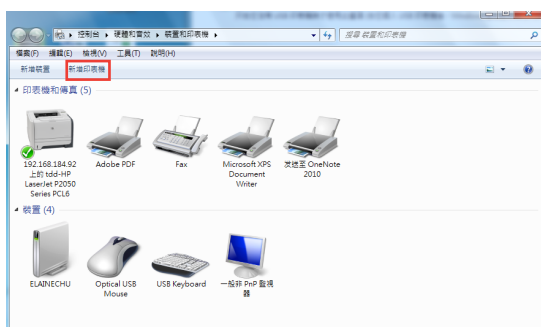 控制台 ▸ 硬體和音效 ▸ 裝置和印表機 ▸
搜尋 裝置和印表機
檔案(F) 編輯(E) 檢視(V) 工具(T) 說明(H)
新增裝置 新增印表機
印表機和傳真 (5)
192.168.184.92
上的 tdd-HP
LaserJet P2050
Series PCL6
Adobe PDF
Fax
Microsoft XPS
Document
Writer
发送至 OneNote
2010
裝置 (4)
ELAINECHU
Optical USB
Mouse
USB Keyboard
一般非 PnP 監視
器